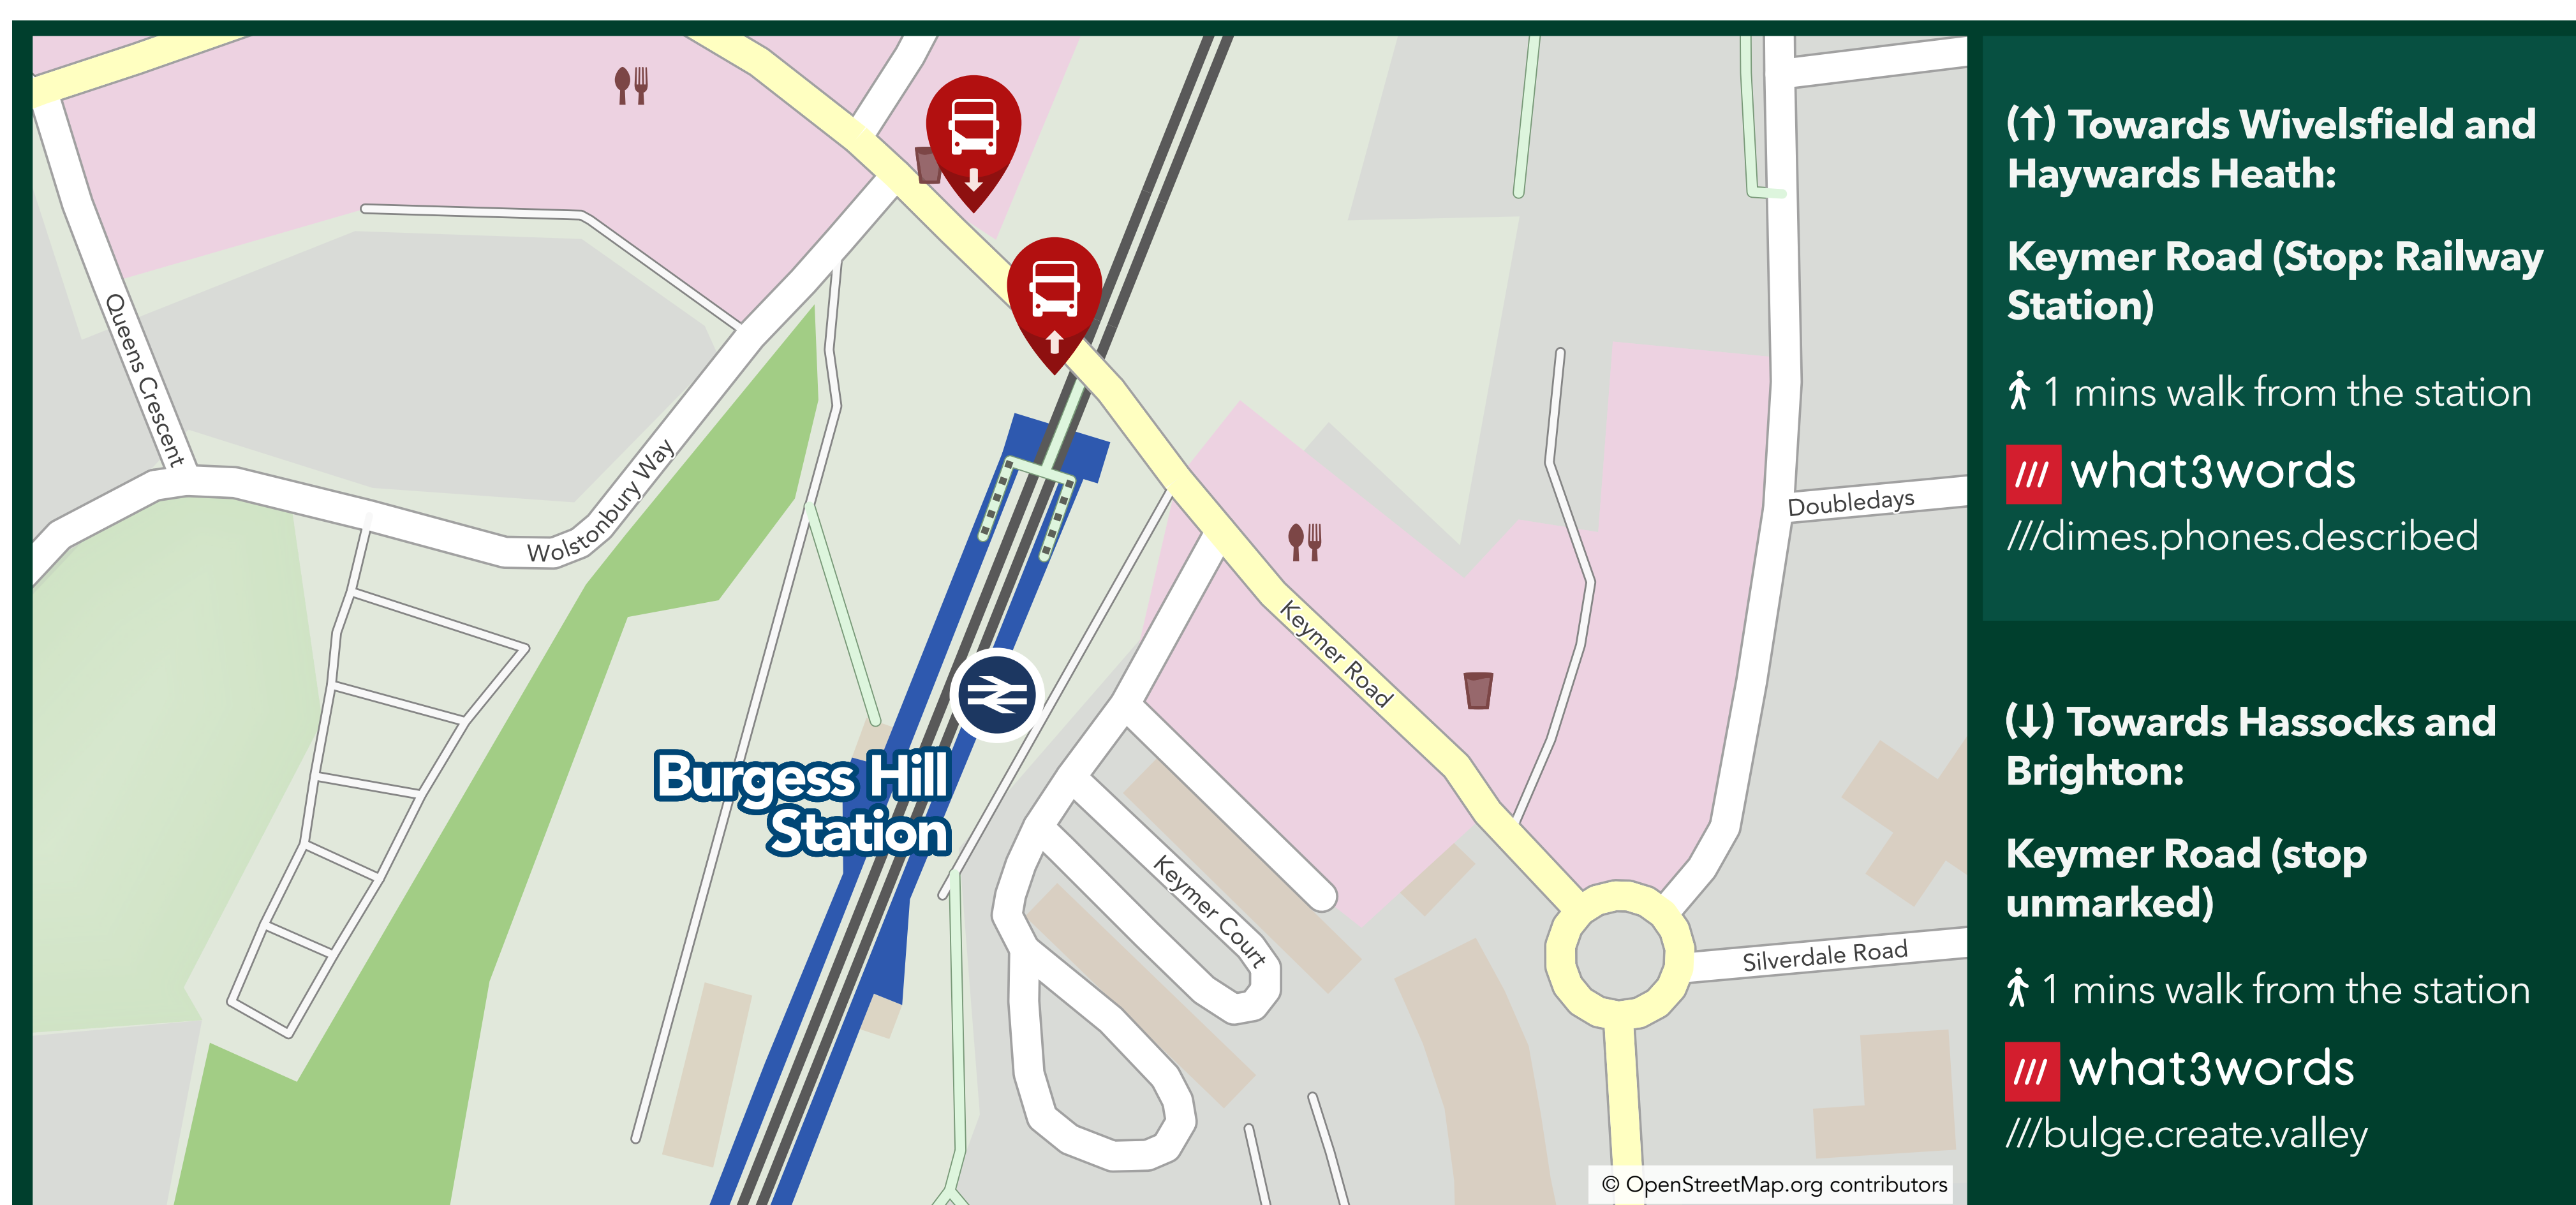 Queens Crescent
Wolstonbury Way
Burgess Hill
Station
Keymer Road
Keymer Court
Doubledays
Silverdale Road
© OpenStreetMap.org contributors
(↑) Towards Wivelsfield and
Haywards Heath:
Keymer Road (Stop: Railway
Station)
1 mins walk from the station
/// what3words
///dimes.phones.described
(↓) Towards Hassocks and
Brighton:
Keymer Road (stop
unmarked)
1 mins walk from the station
/// what3words
///bulge.create.valley